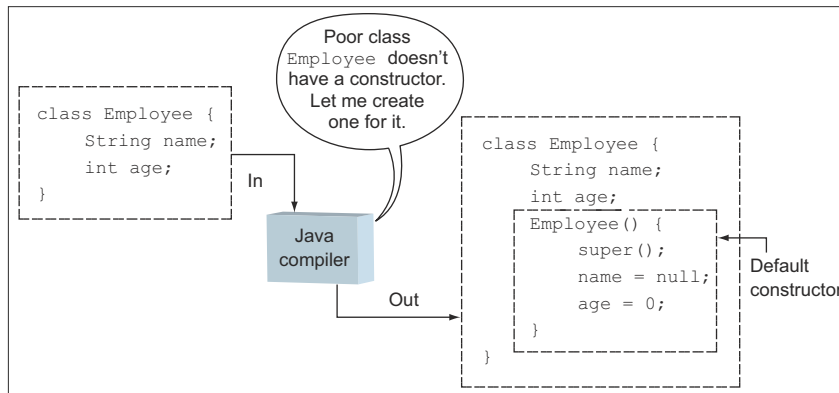 Poor class
Employee doesn’t
have a constructor.
Let me create
one for it.
class Employee {
String name;
int age;
}
In
Java
compiler
Out
class Employee {
String name;
int age;
Employee() {
super();
name = null;
age = 0;
}
}
Default
constructor